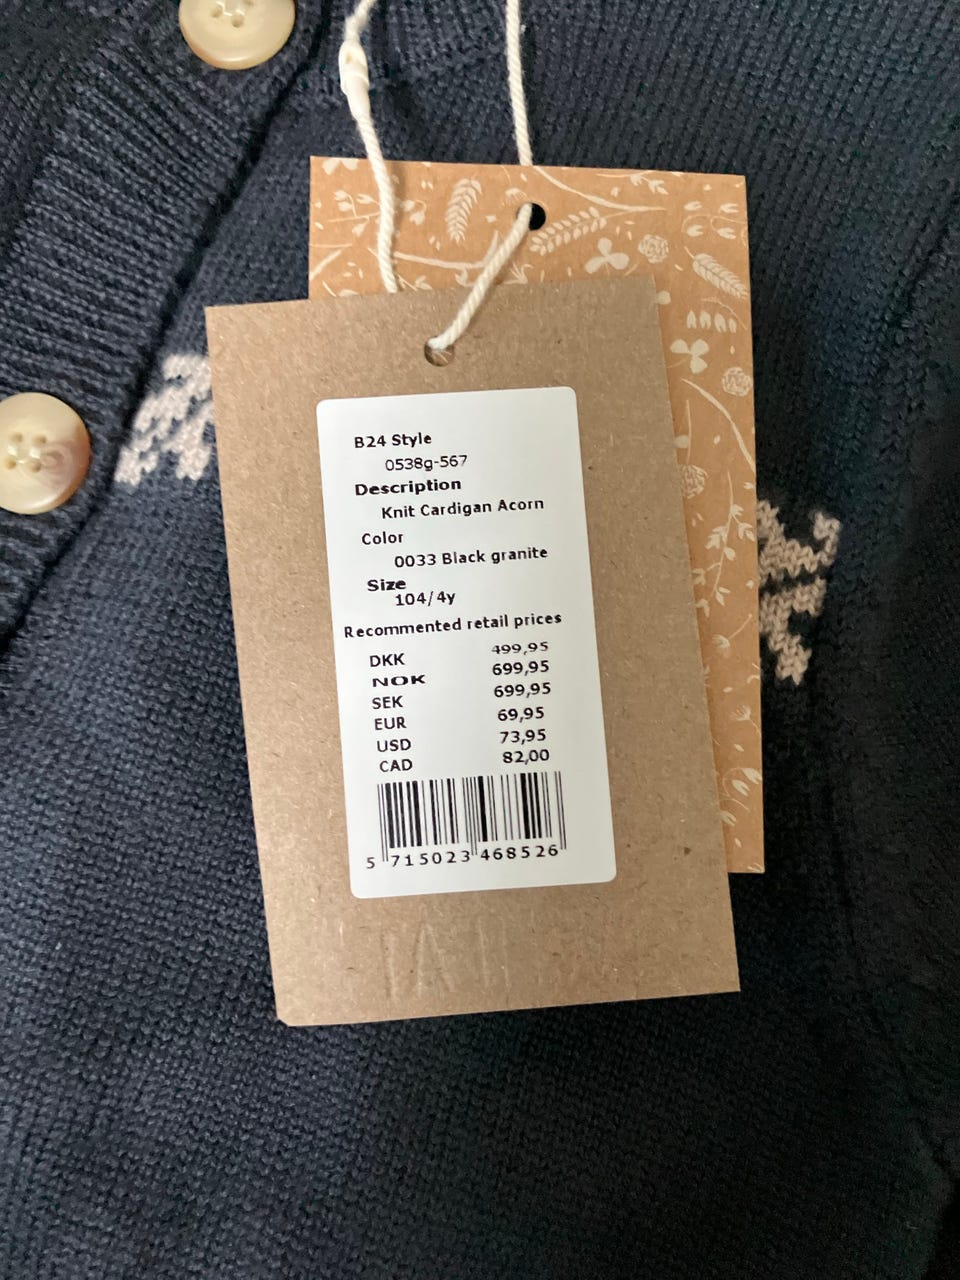 B24 Style
0538g-567
Description
Knit Cardigan Acorn
Color
0033 Black granite
Size
104/4y
Recommented retail prices
DKK 499,95
NOK 699,95
SEK 699,95
EUR 69,95
USD 73,95
CAD 82,00
5 715023 468526